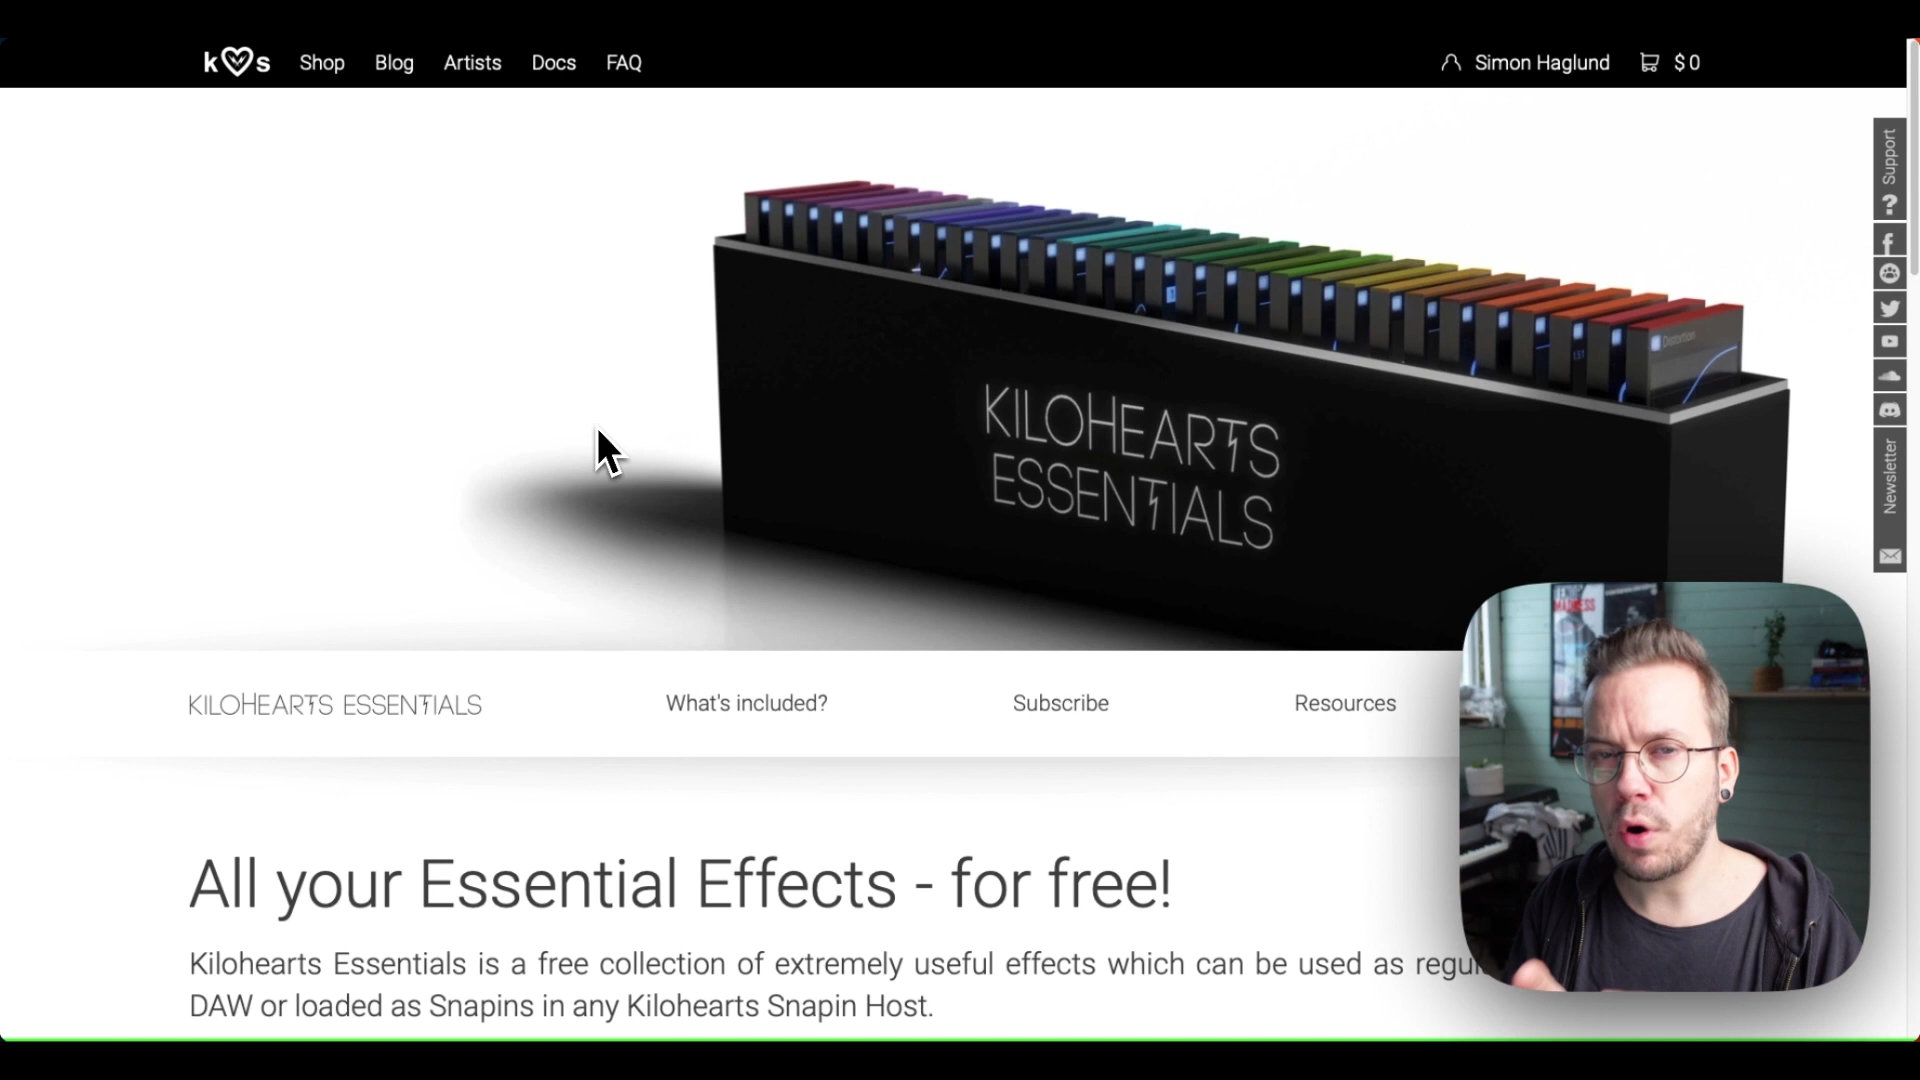 k s
Shop
Blog
Artists
Docs
FAQ
Simon Haglund
$ 0
Support
?
Distortion
KILOHEARTS
ESSENTIALS
Newsletter
KILOHEARTS ESSENTIALS
What's included?
Subscribe
Resources
MADNESS
All your Essential Effects - for free!
Kilohearts Essentials is a free collection of extremely useful effects which can be used as
DAW or loaded as Snapins in any Kilohearts Snapin Host.